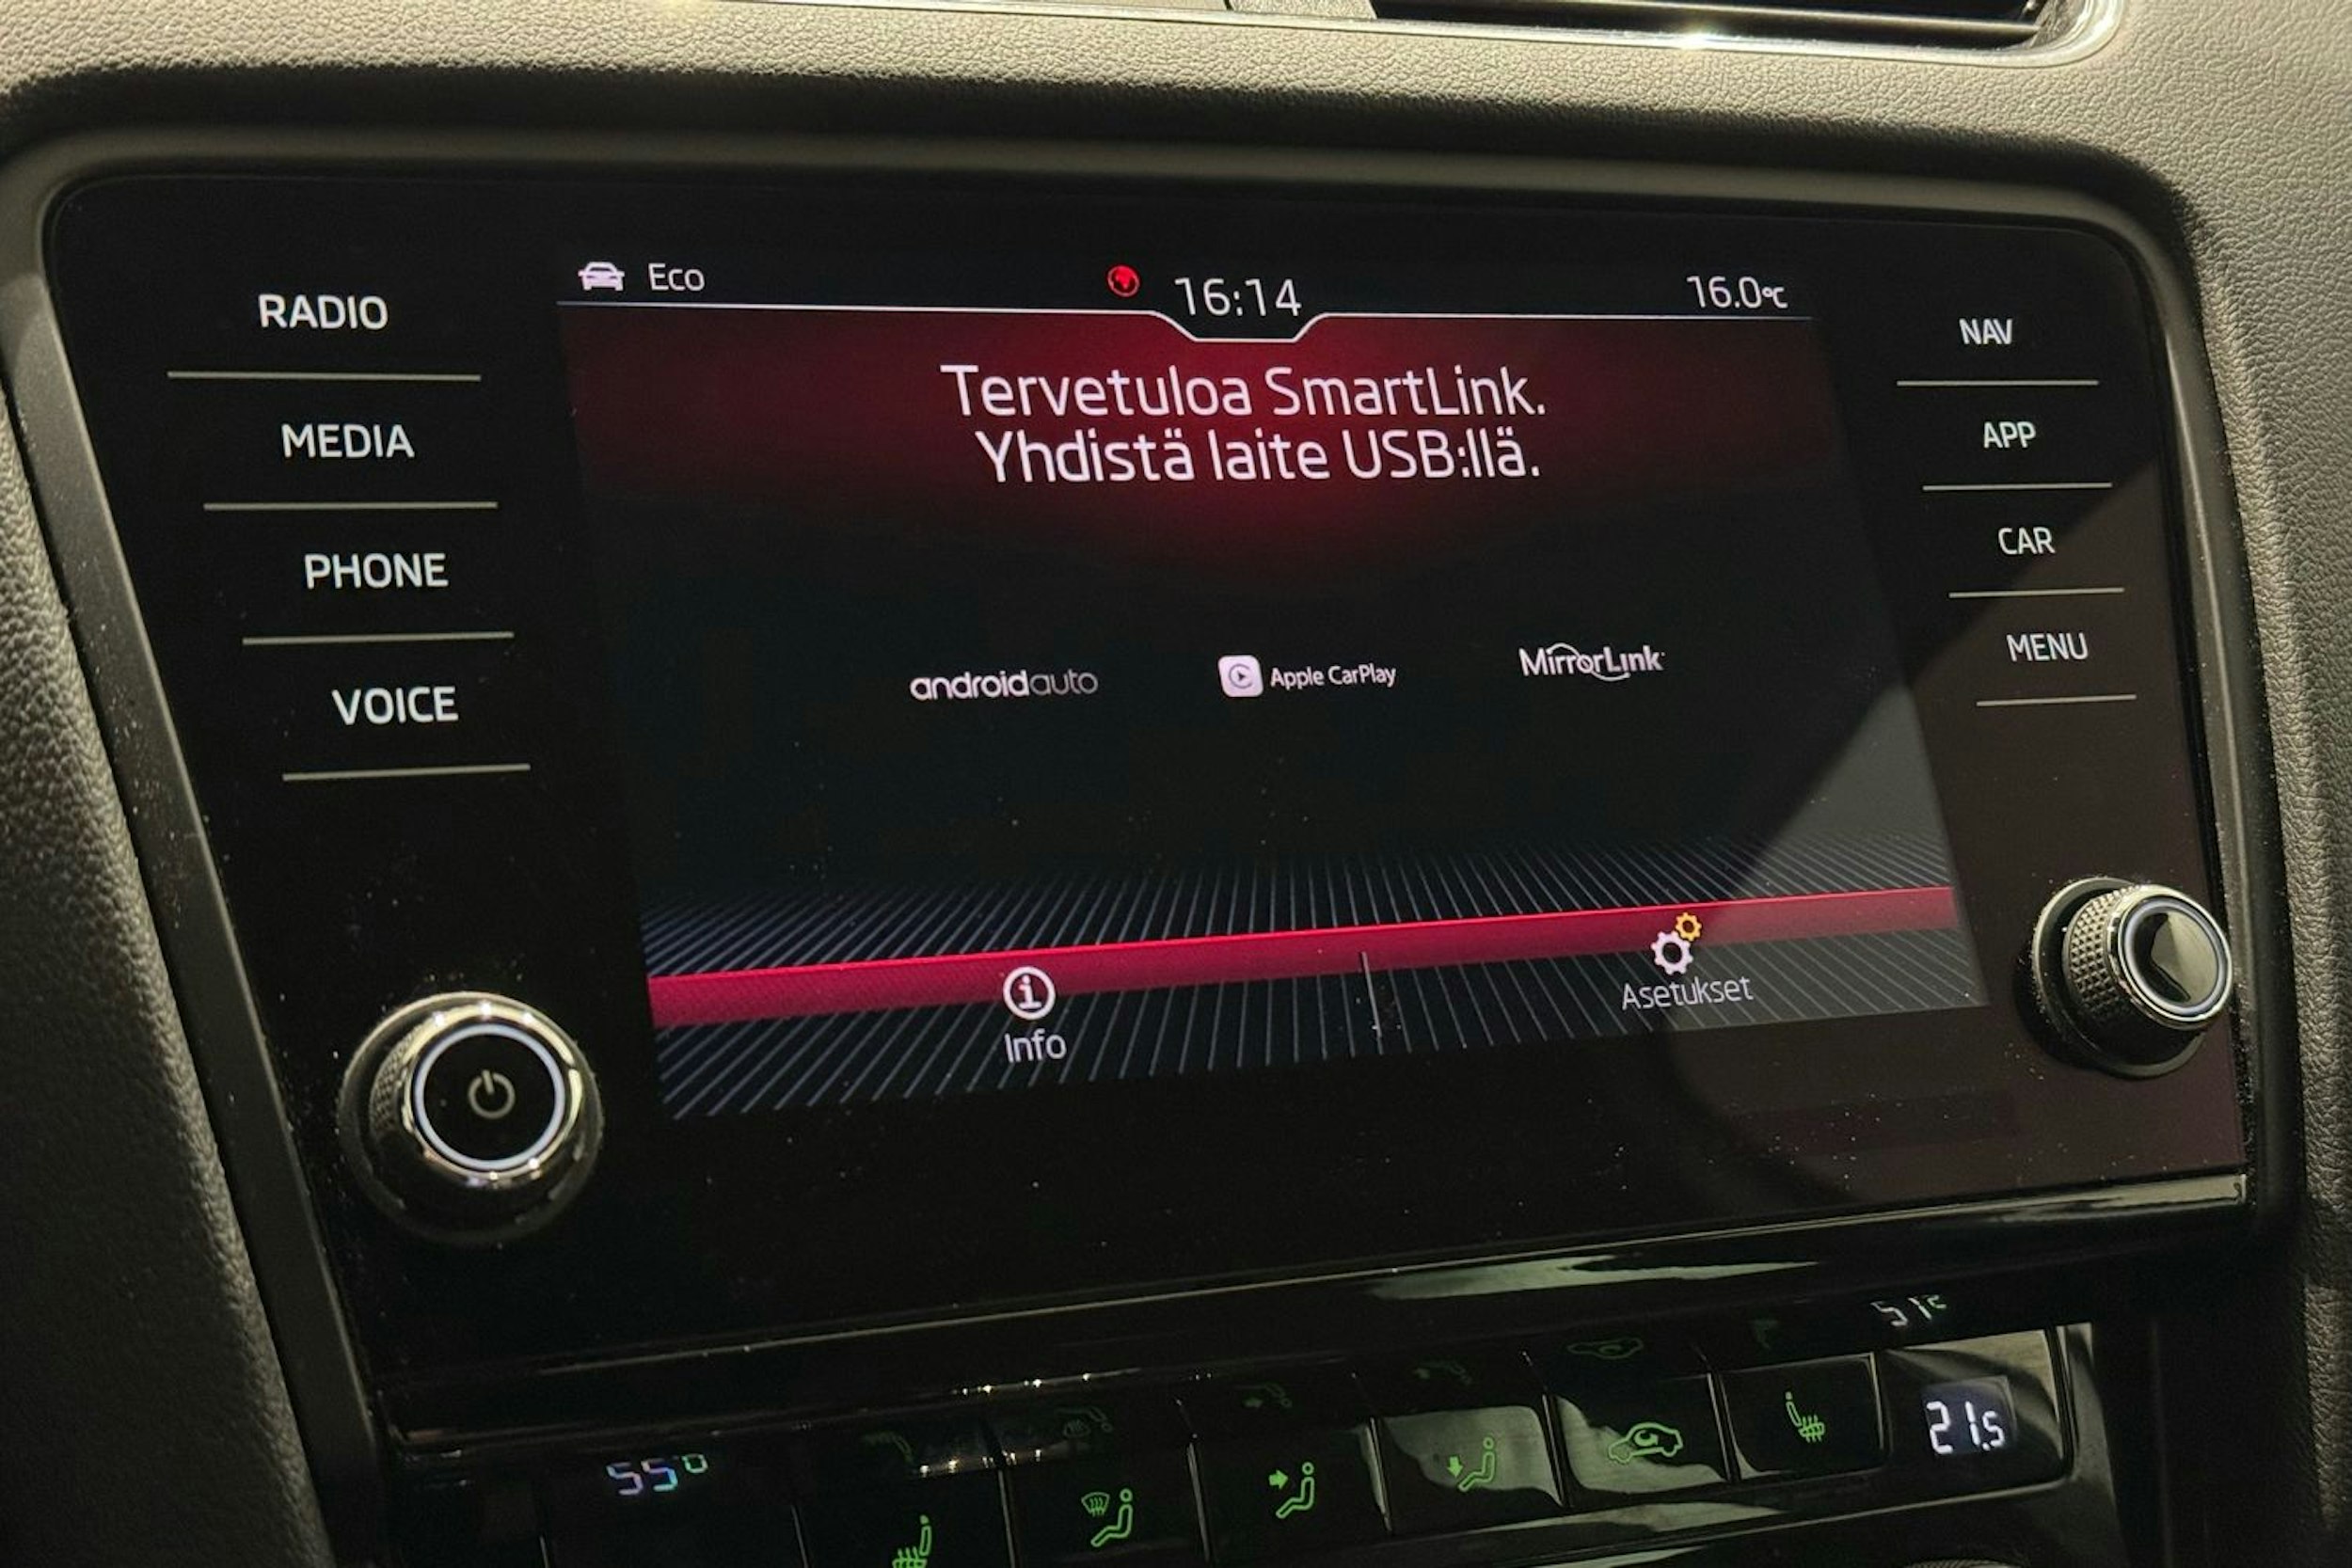 Eco 16:14 16.0°C
RADIO
MEDIA
PHONE
VOICE
Tervetuloa SmartLink.
Yhdistä laite USB:llä.
androidauto
Apple CarPlay
MirrorLink
Info
Asetukset
NAV
APP
CAR
MENU
21.5